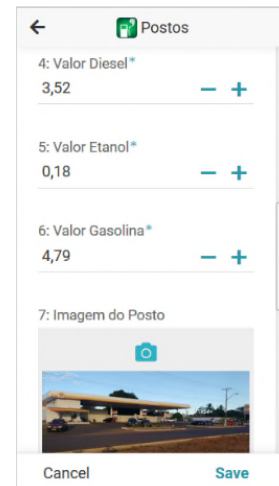 Postos
4: Valor Diesel*
3,52
5: Valor Etanol*
0,18
6: Valor Gasolina*
4,79
7: Imagem do Posto
Cancel Save